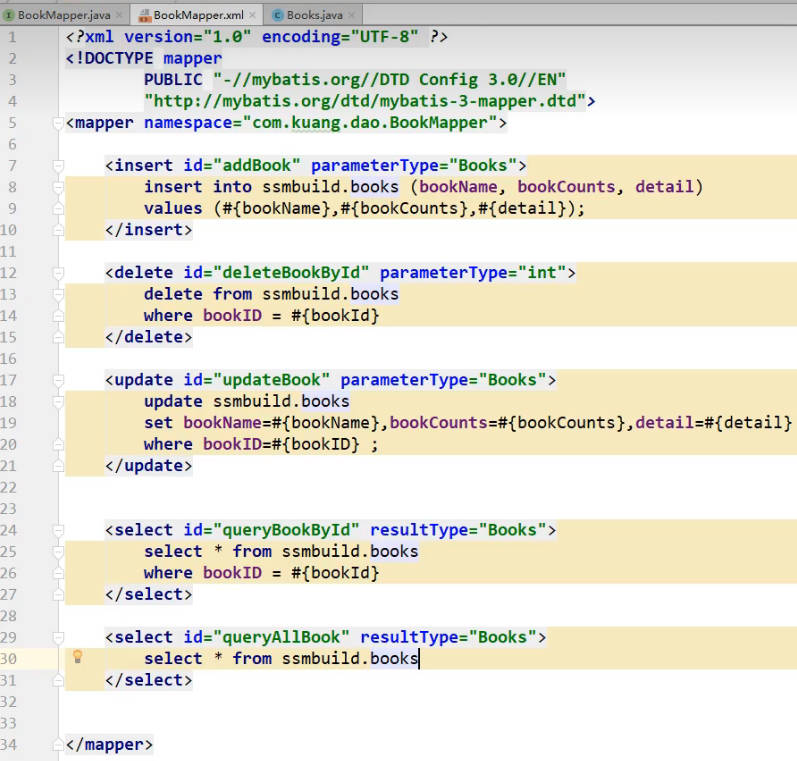 BookMapper.java × BookMapper.xml × Books.java ×
1 <?xml version="1.0" encoding="UTF-8" ?>
2 <!DOCTYPE mapper
3 PUBLIC "-//mybatis.org//DTD Config 3.0//EN"
4 "http://mybatis.org/dtd/mybatis-3-mapper.dtd">
5 <mapper namespace="com.kuang.dao.BookMapper">
6
7 <insert id="addBook" parameterType="Books">
8 insert into ssmbuild.books (bookName, bookCounts, detail)
9 values (#{bookName},#{bookCounts},#{detail});
10 </insert>
11
12 <delete id="deleteBookById" parameterType="int">
13 delete from ssmbuild.books
14 where bookID = #{bookId}
15 </delete>
16
17 <update id="updateBook" parameterType="Books">
18 update ssmbuild.books
19 set bookName=#{bookName},bookCounts=#{bookCounts},detail=#{detail}
20 where bookID=#{bookID} ;
21 </update>
22
23
24 <select id="queryBookById" resultType="Books">
25 select * from ssmbuild.books
26 where bookID = #{bookId}
27 </select>
28
29 <select id="queryAllBook" resultType="Books">
30 select * from ssmbuild.books
31 </select>
32
33
34 </mapper>